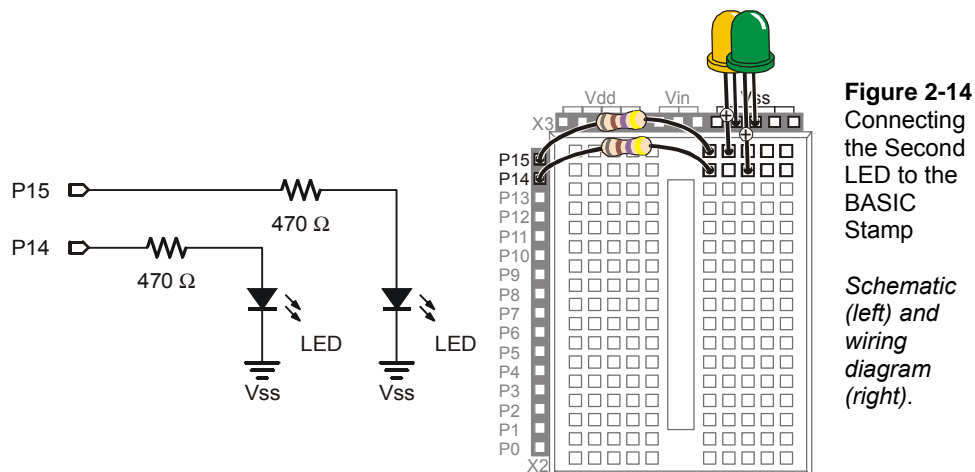 P15
470 Ω
P14
470 Ω
LED
LED
Vss
Vss
Vdd
Vin
Vss
X3
P15
P14
P13
P12
P11
P10
P9
P8
P7
P6
P5
P4
P3
P2
P1
P0
X2
+
+
Figure 2-14
Connecting
the Second
LED to the
BASIC
Stamp
Schematic
(left) and
wiring
diagram
(right).